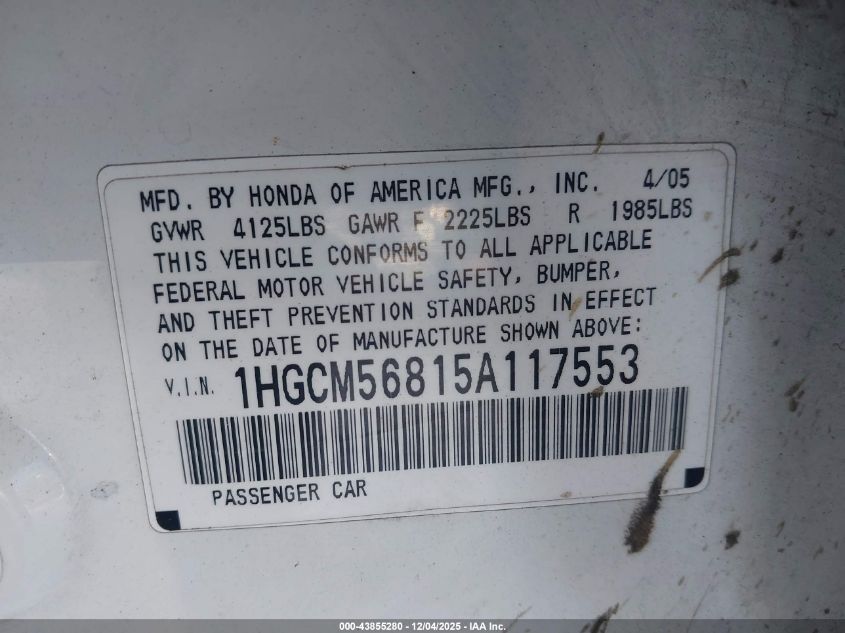 MFD. BY HONDA OF AMERICA MFG., INC. 4/05
GVWR 4125LBS GAWR F 2225LBS R 1985LBS
THIS VEHICLE CONFORMS TO ALL APPLICABLE
FEDERAL MOTOR VEHICLE SAFETY, BUMPER,
AND THEFT PREVENTION STANDARDS IN EFFECT
ON THE DATE OF MANUFACTURE SHOWN ABOVE:
V.I.N. 1HGCM56815A117553
PASSENGER CAR
000-43855280 - 12/04/2025 - IAA Inc.